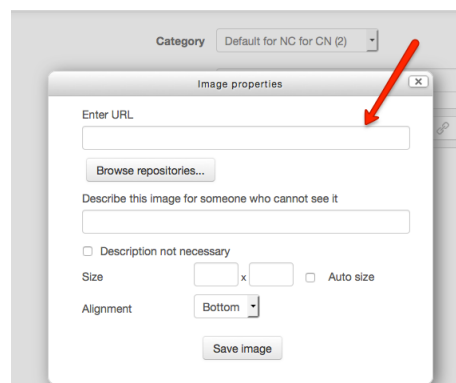 Category Default for NC for CN (2)
Image properties
Enter URL
Browse repositories...
Describe this image for someone who cannot see it
Description not necessary
Size x Auto size
Alignment Bottom
Save image